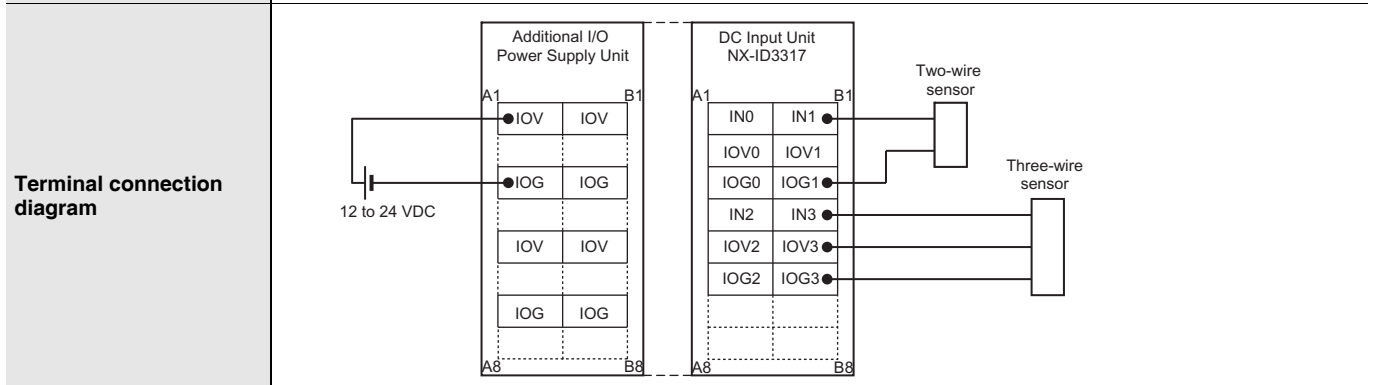 Terminal connection
diagram
Additional I/O
Power Supply Unit
A1 B1
IOV IOV
IOG IOG
IOV IOV
IOG IOG
A8 B8
12 to 24 VDC
DC Input Unit
NX-ID3317
A1 B1
IN0 IN1
IOV0 IOV1
IOG0 IOG1
IN2 IN3
IOV2 IOV3
IOG2 IOG3
A8 B8
Two-wire
sensor
Three-wire
sensor